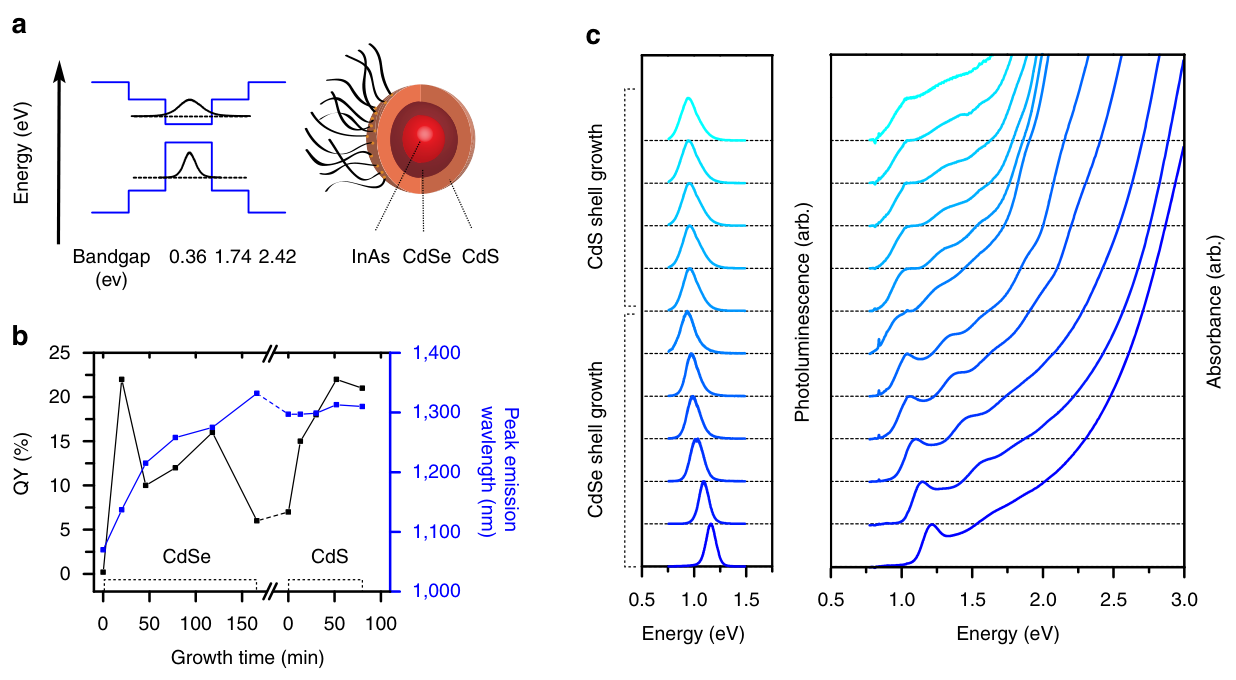 a
Energy (eV)
Bandgap 0.36 1.74 2.42
(ev)
InAs CdSe CdS
b
25
20
15
10
5
0
QY (%)
1,400
1,300
1,200
1,100
1,000
Peak emission
wavlength (nm)
CdSe CdS
0 50 100 150 0 50 100
Growth time (min)
c
CdS shell growth
CdSe shell growth
Photoluminescence (arb.)
Absorbance (arb.)
0.5 1.0 1.5
Energy (eV)
0.5 1.0 1.5 2.0 2.5 3.0
Energy (eV)